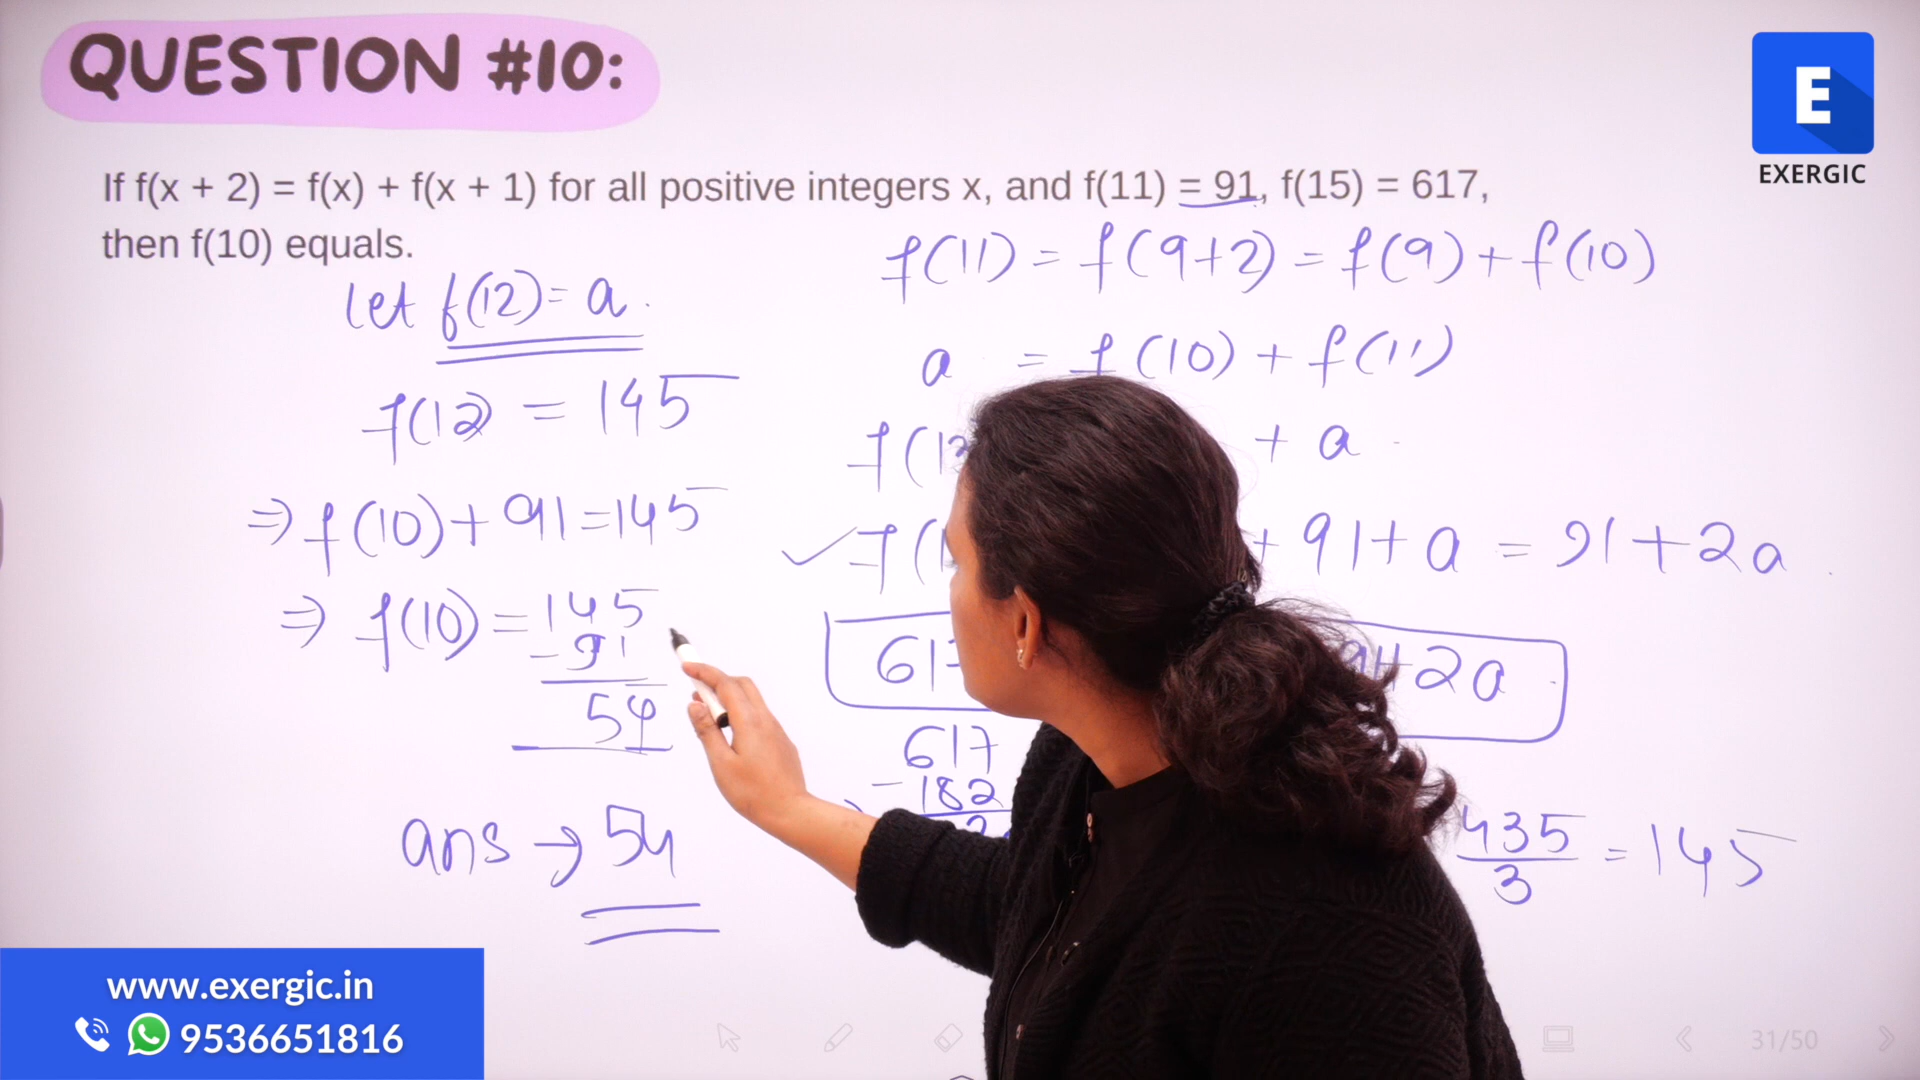 QUESTION #10:
E
EXERGIC
If f(x + 2) = f(x) + f(x + 1) for all positive integers x, and f(11) = 91, f(15) = 617,
then f(10) equals.
let f(12) = a.
f(12) = 145
⇒ f(10) + 91 = 145
⇒ f(10) = 145
- 91
54
ans → 54
f(11) = f(9+2) = f(9) + f(10)
a = f(10) + f(11)
+ a
+ 91 + a = 91 + 2a
617
+ 2a
617
- 182
435
3
= 145
www.exergic.in
9536651816
31/50